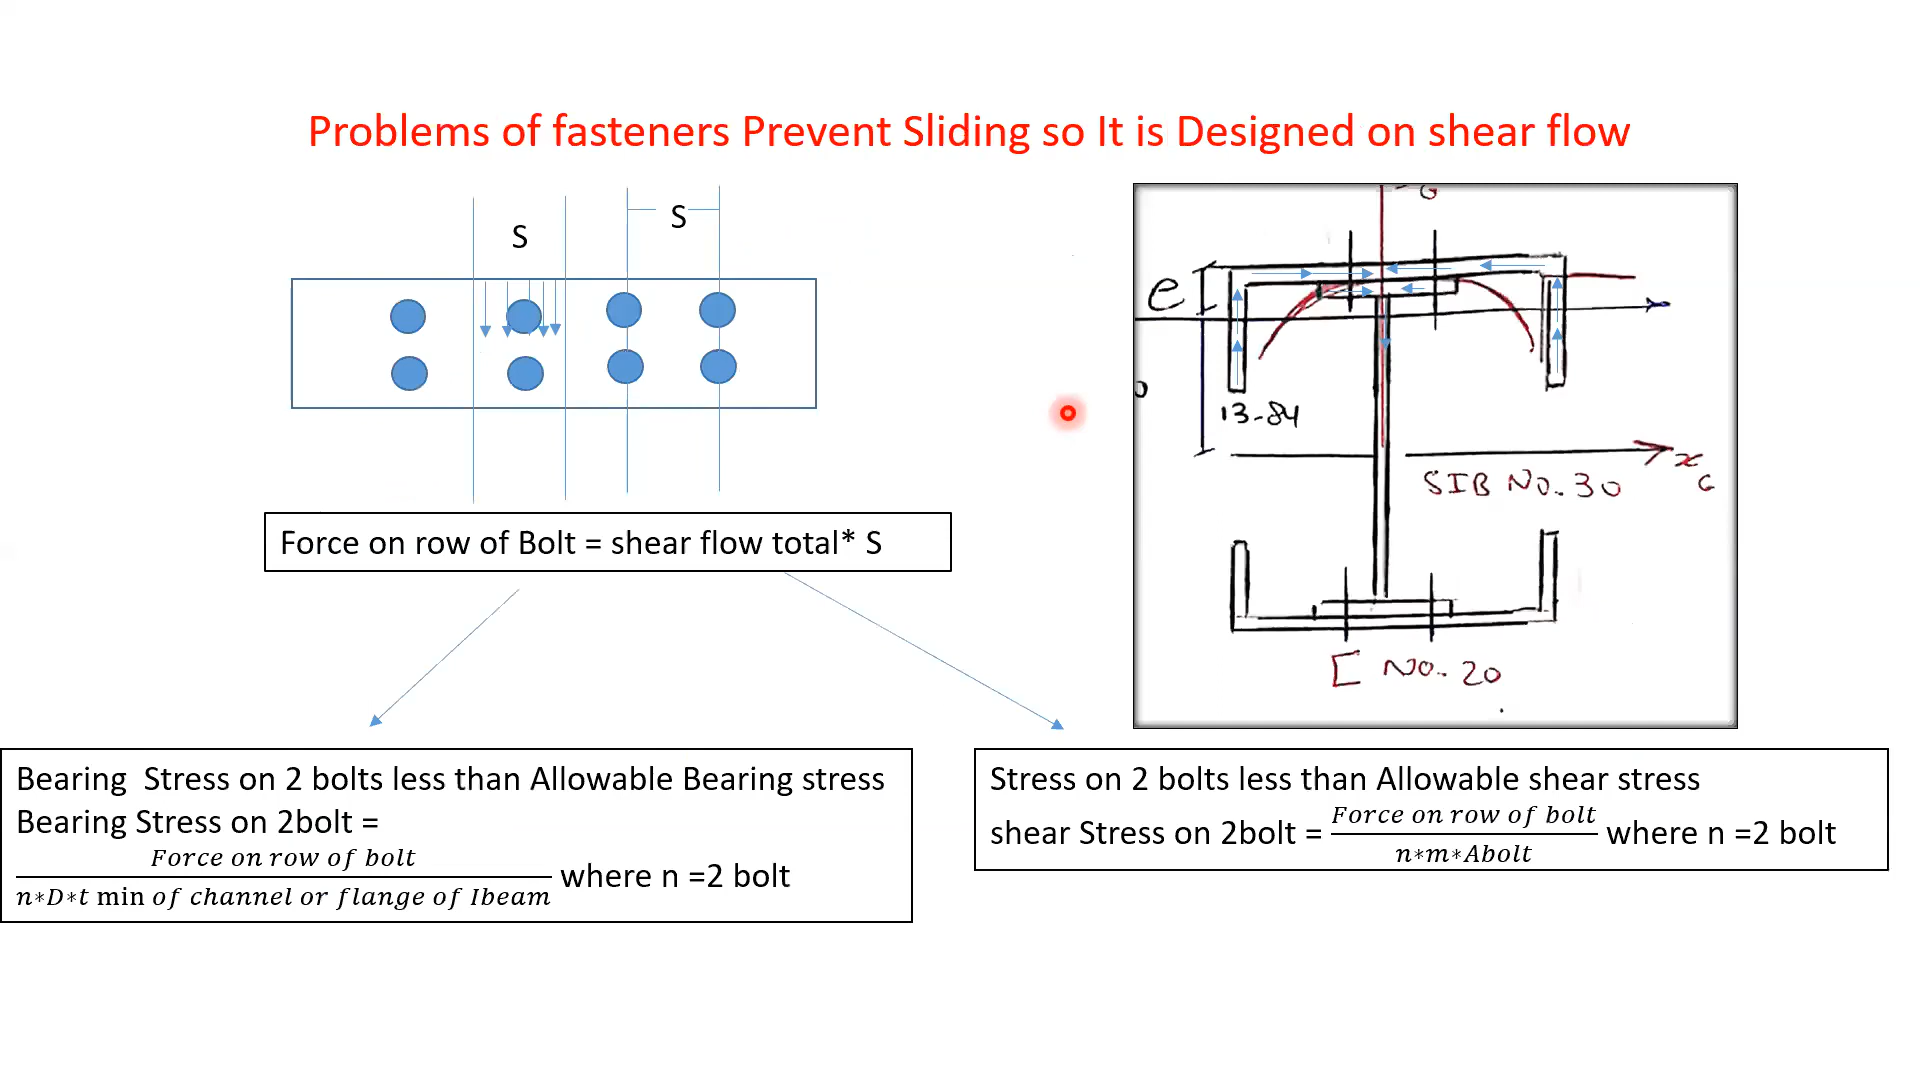 Problems of fasteners Prevent Sliding so It is Designed on shear flow
S
S
Force on row of Bolt = shear flow total* S
Bearing  Stress on 2 bolts less than Allowable Bearing stress
Bearing Stress on 2bolt =
Force on row of bolt
n∗D∗t min of channel or flange of Ibeam
where n =2 bolt
e
13-84
x
G
SIB No. 30
[ No. 20
Stress on 2 bolts less than Allowable shear stress
shear Stress on 2bolt = Force on row of bolt where n =2 bolt
n∗m∗Abolt